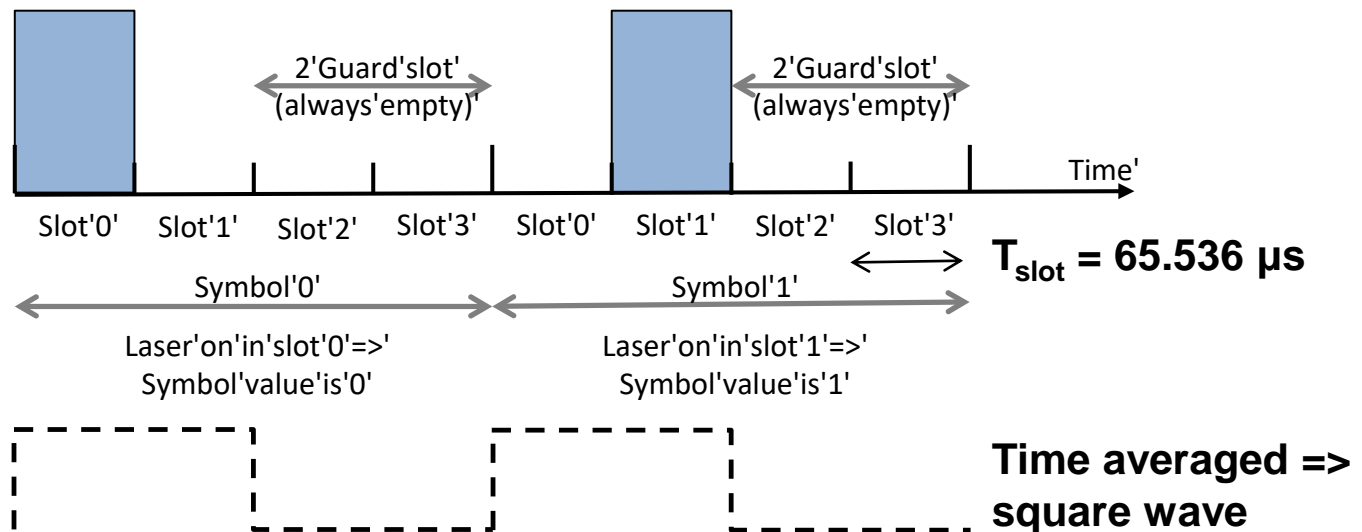 2'Guard'slot'
(always'empty)'
2'Guard'slot'
(always'empty)'
Time'
Slot'0'
Slot'1'
Slot'2'
Slot'3'
Slot'0'
Slot'1'
Slot'2'
Slot'3'
Tslot = 65.536 µs
Symbol'0'
Symbol'1'
Laser'on'in'slot'0'=>'
Symbol'value'is'0'
Laser'on'in'slot'1'=>'
Symbol'value'is'1'
Time averaged =>
square wave